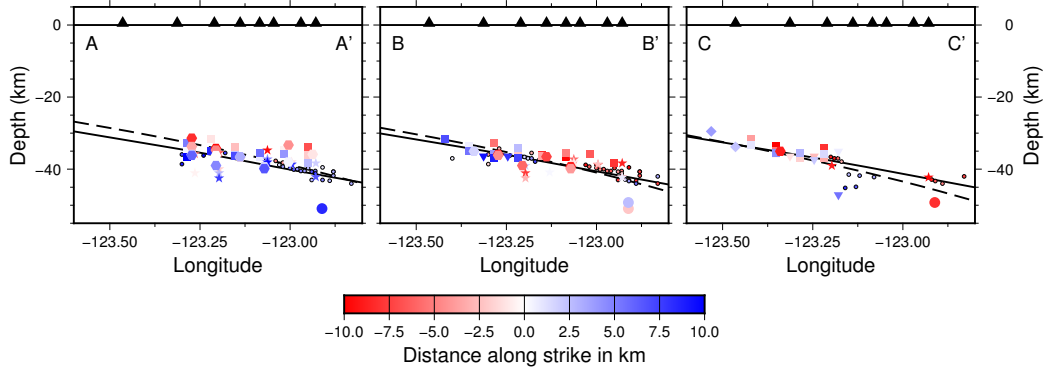 0
−20
−40
Depth (km)
A A'
B B'
C C'
0
−20
−40
Depth (km)
−123.50 −123.25 −123.00
−123.50 −123.25 −123.00
−123.50 −123.25 −123.00
Longitude Longitude Longitude
−10.0 −7.5 −5.0 −2.5 0.0 2.5 5.0 7.5 10.0
Distance along strike in km